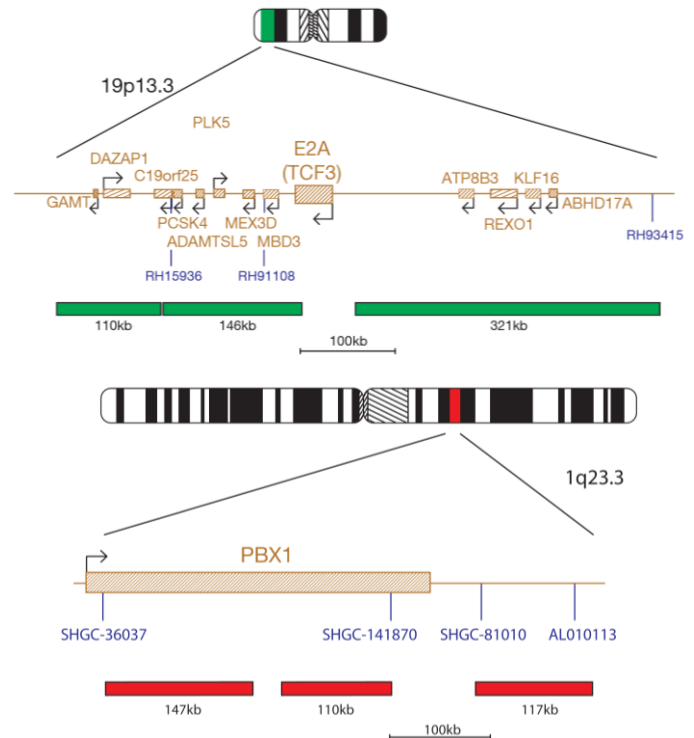 19p13.3
PLK5
DAZAP1
E2A
(TCF3)
C19orf25
ATP8B3 KLF16
GAMT
ABHD17A
PCSK4
MEX3D
REXO1
ADAMTSL5
MBD3
RH93415
RH15936
RH91108
110kb
146kb
321kb
100kb
1q23.3
PBX1
SHGC-36037
SHGC-141870
SHGC-81010
AL010113
147kb
110kb
117kb
100kb